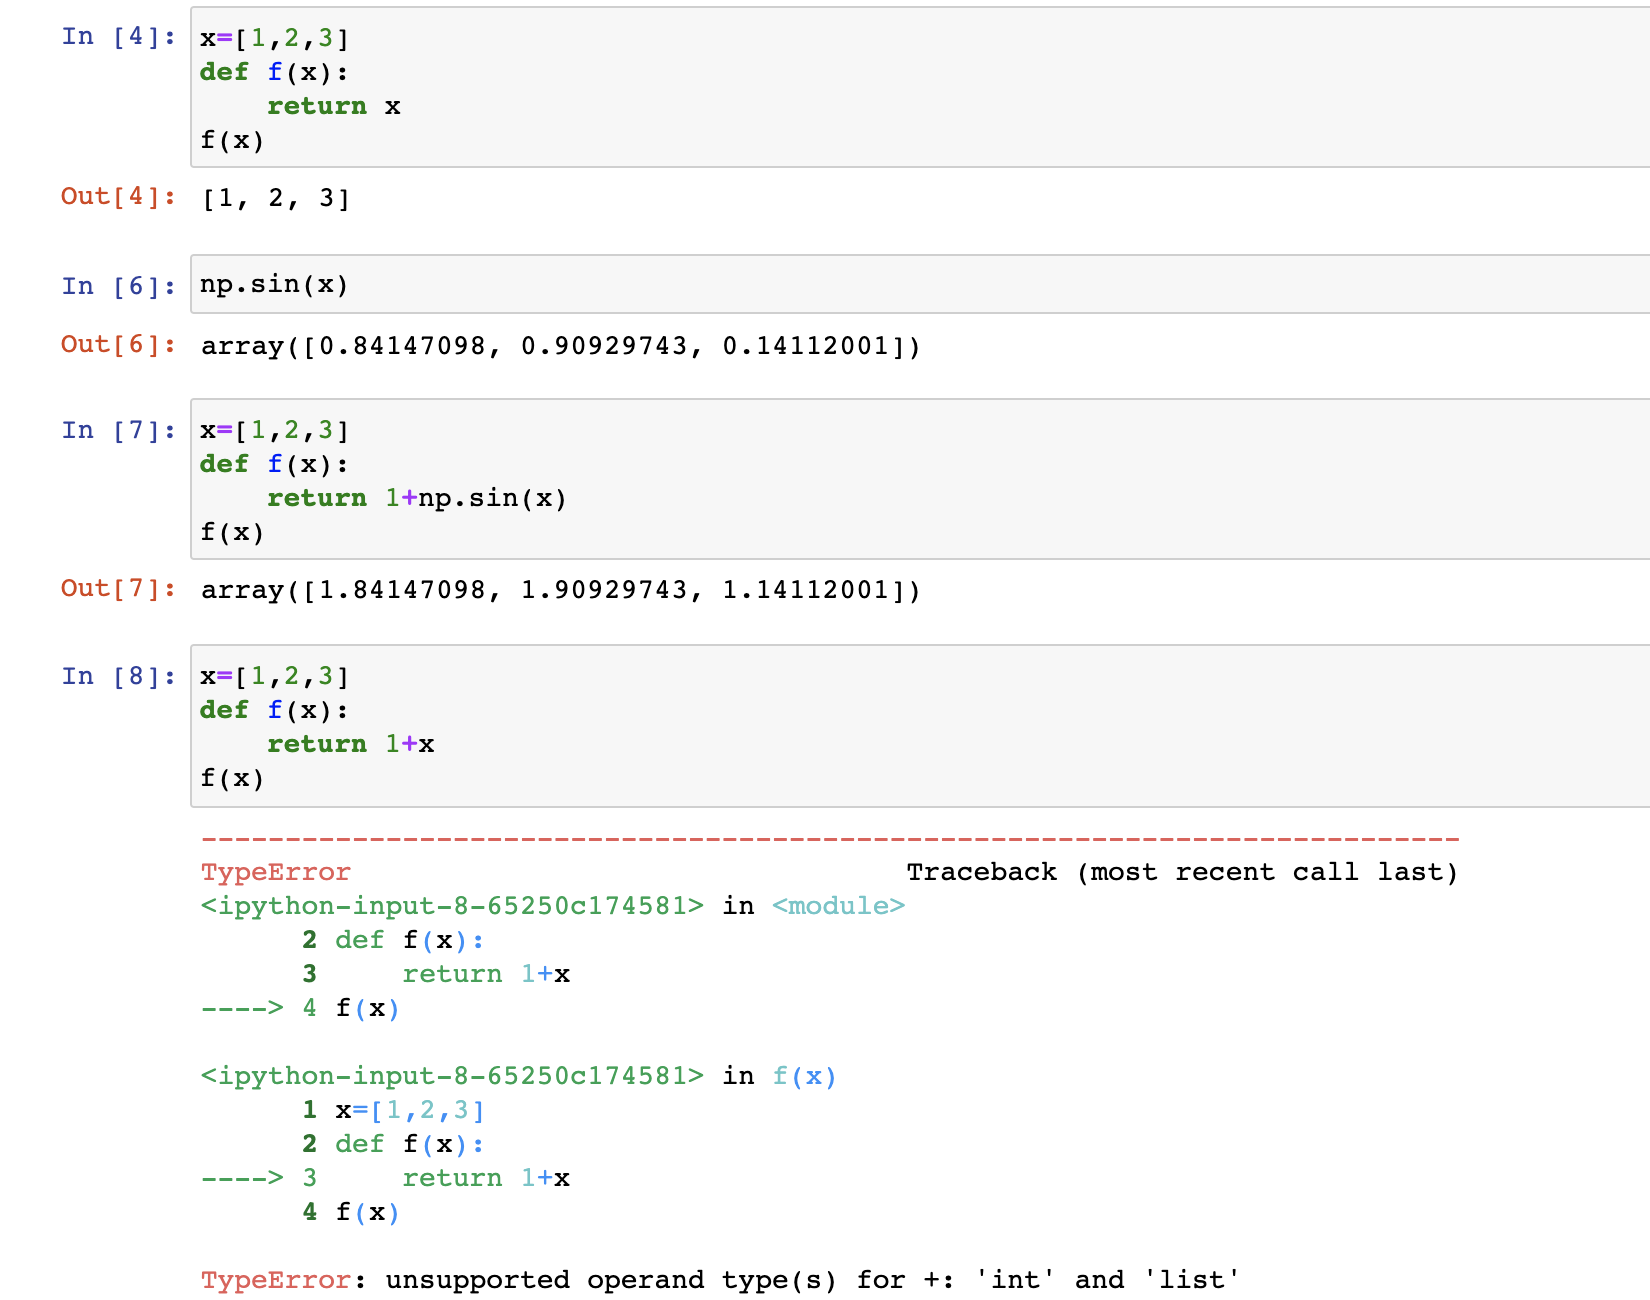 In [4]: x=[1,2,3]
def f(x):
    return x
f(x)
Out[4]: [1, 2, 3]
In [6]: np.sin(x)
Out[6]: array([0.84147098, 0.90929743, 0.14112001])
In [7]: x=[1,2,3]
def f(x):
    return 1+np.sin(x)
f(x)
Out[7]: array([1.84147098, 1.90929743, 1.14112001])
In [8]: x=[1,2,3]
def f(x):
    return 1+x
f(x)
---------------------------------------------------------------------------
TypeError                                 Traceback (most recent call last)
<ipython-input-8-65250c174581> in <module>
      2 def f(x):
      3     return 1+x
----> 4 f(x)
<ipython-input-8-65250c174581> in f(x)
      1 x=[1,2,3]
      2 def f(x):
----> 3     return 1+x
      4 f(x)
TypeError: unsupported operand type(s) for +: 'int' and 'list'